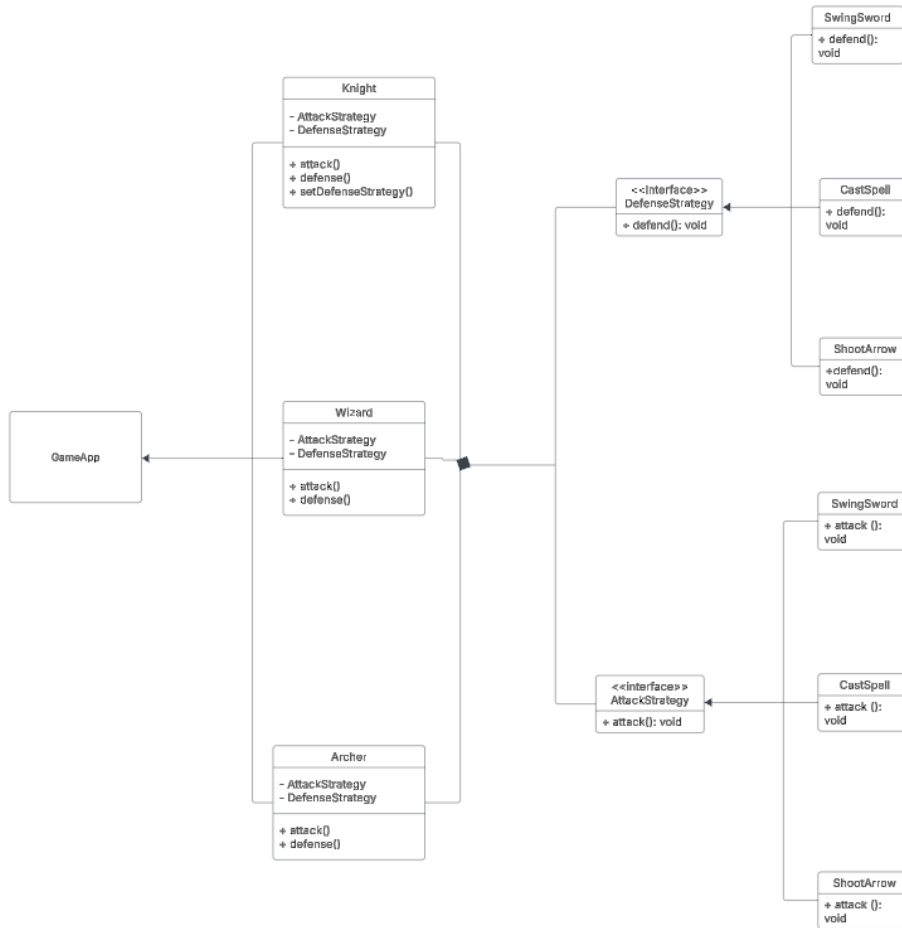 SwingSword
+ defend():
void
Knight
- AttackStrategy
- DefenseStrategy
+ attack()
+ defense()
+ setDefenseStrategy()
<<Interface>>
DefenseStrategy
+ defend(): void
CastSpell
+ defend():
void
ShootArrow
+defend():
void
GameApp
Wizard
- AttackStrategy
- DefenseStrategy
+ attack()
+ defense()
SwingSword
+ attack ():
void
<<interface>>
AttackStrategy
+ attack(): void
CastSpell
+ attack ():
void
Archer
- AttackStrategy
- DefenseStrategy
+ attack()
+ defense()
ShootArrow
+ attack ():
void